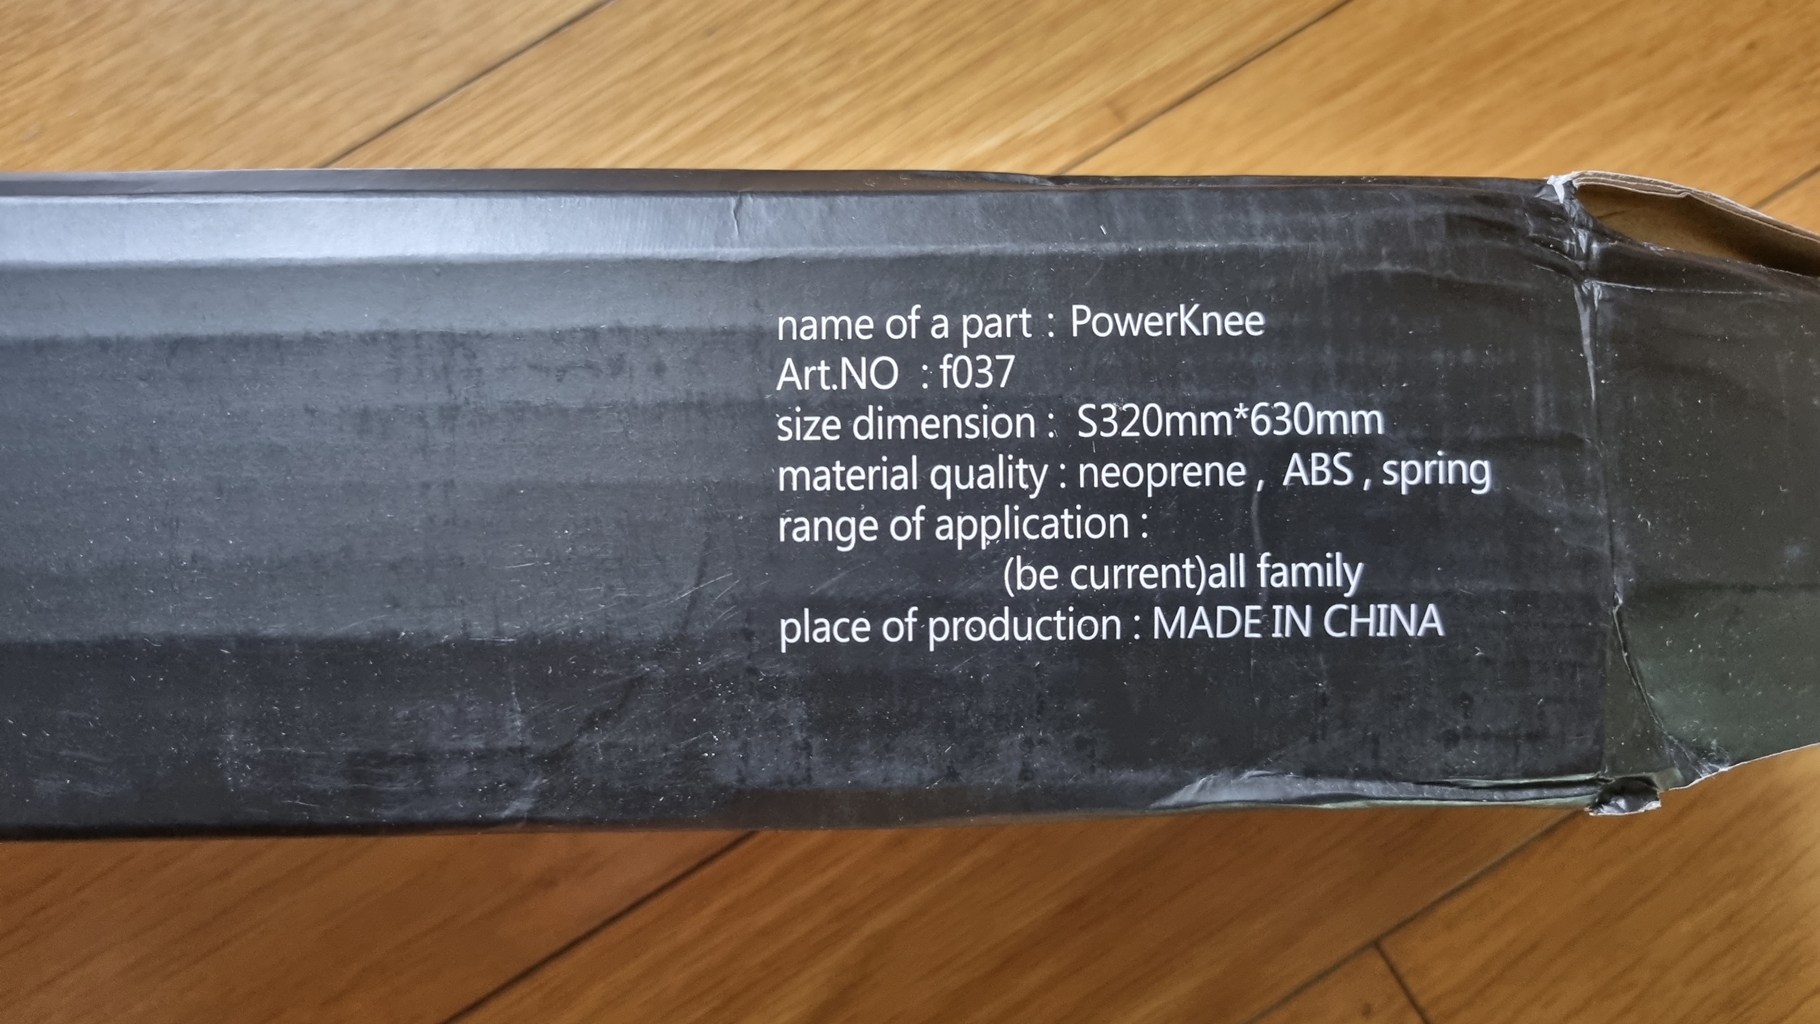 name of a part : PowerKnee
Art.NO : f037
size dimension : S320mm*630mm
material quality : neoprene , ABS , spring
range of application :
(be current)all family
place of production : MADE IN CHINA